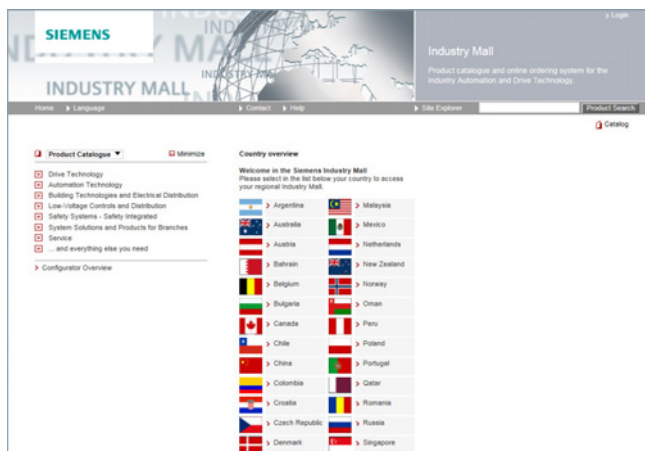 SIEMENS
INDUSTRY MALL
> Login
Industry Mall
Product catalogue and online ordering system for the
Industry Automation and Drive Technology.
Home > Language > Contact > Help > Site Explorer Product Search
Catalog
Product Catalogue ▼ Minimize
Drive Technology
Automation Technology
Building Technologies and Electrical Distribution
Low-Voltage Controls and Distribution
Safety Systems - Safety Integrated
System Solutions and Products for Branches
Service
... and everything else you need
> Configurator Overview
Country overview
Welcome in the Siemens Industry Mall
Please select in the list below your country to access
your regional Industry Mall.
> Argentina > Malaysia
> Australia > Mexico
> Austria > Netherlands
> Bahrain > New Zealand
> Belgium > Norway
> Bulgaria > Oman
> Canada > Peru
> Chile > Poland
> China > Portugal
> Colombia > Qatar
> Croatia > Romania
> Czech Republic > Russia
> Denmark > Singapore